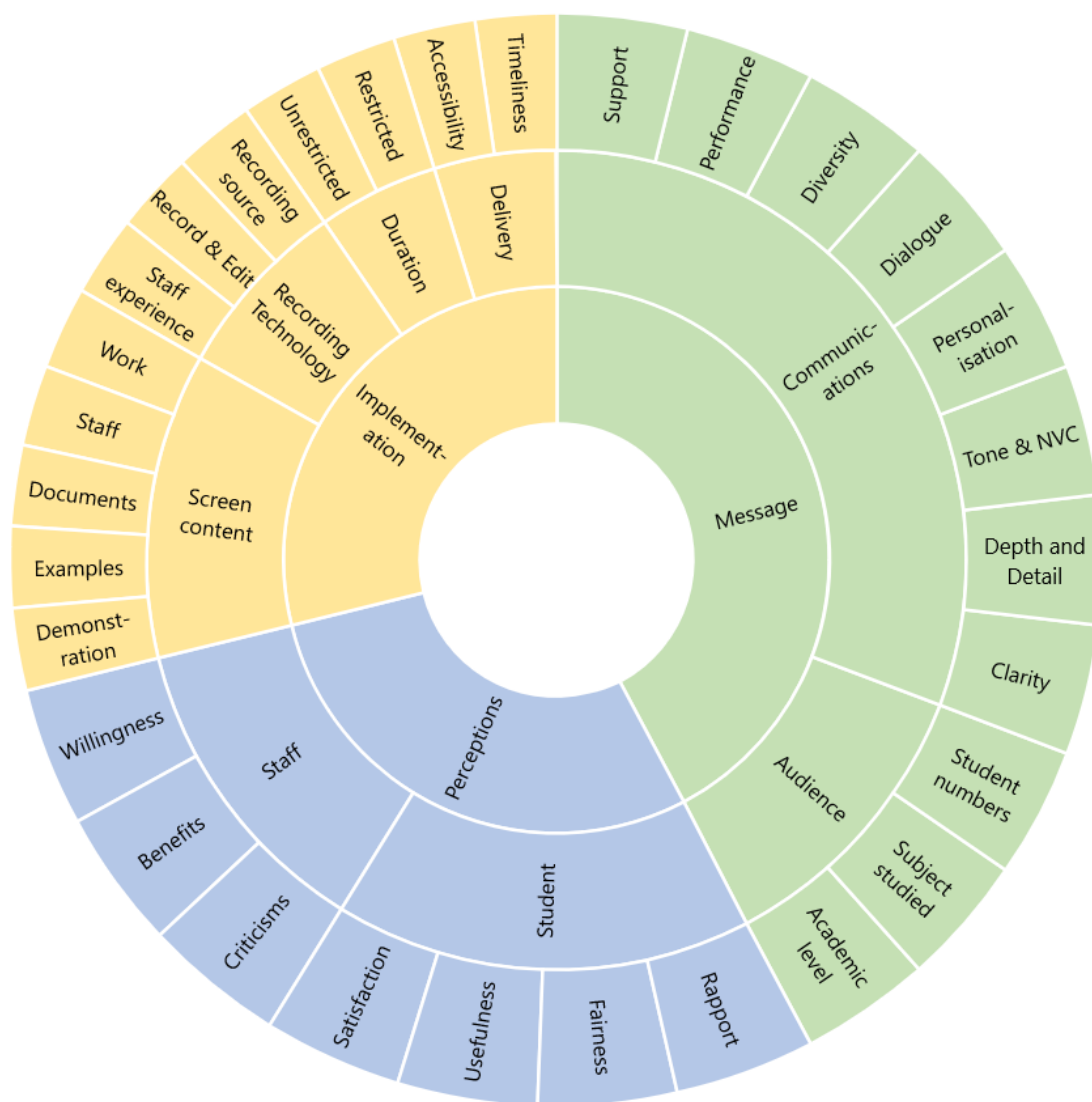 Support
Performance
Diversity
Dialogue
Personal-
isation
Tone & NVC
Depth and
Detail
Clarity
Student
numbers
Subject
studied
Academic
level
Rapport
Fairness
Usefulness
Satisfaction
Criticisms
Benefits
Willingness
Demonst-
ration
Examples
Documents
Staff
Work
Staff
experience
Record & Edit
Recording
source
Unrestricted
Restricted
Accessibility
Timeliness
Communic-
ations
Audience
Student
Staff
Screen
content
Recording
Technology
Duration
Delivery
Message
Perceptions
Implement-
ation